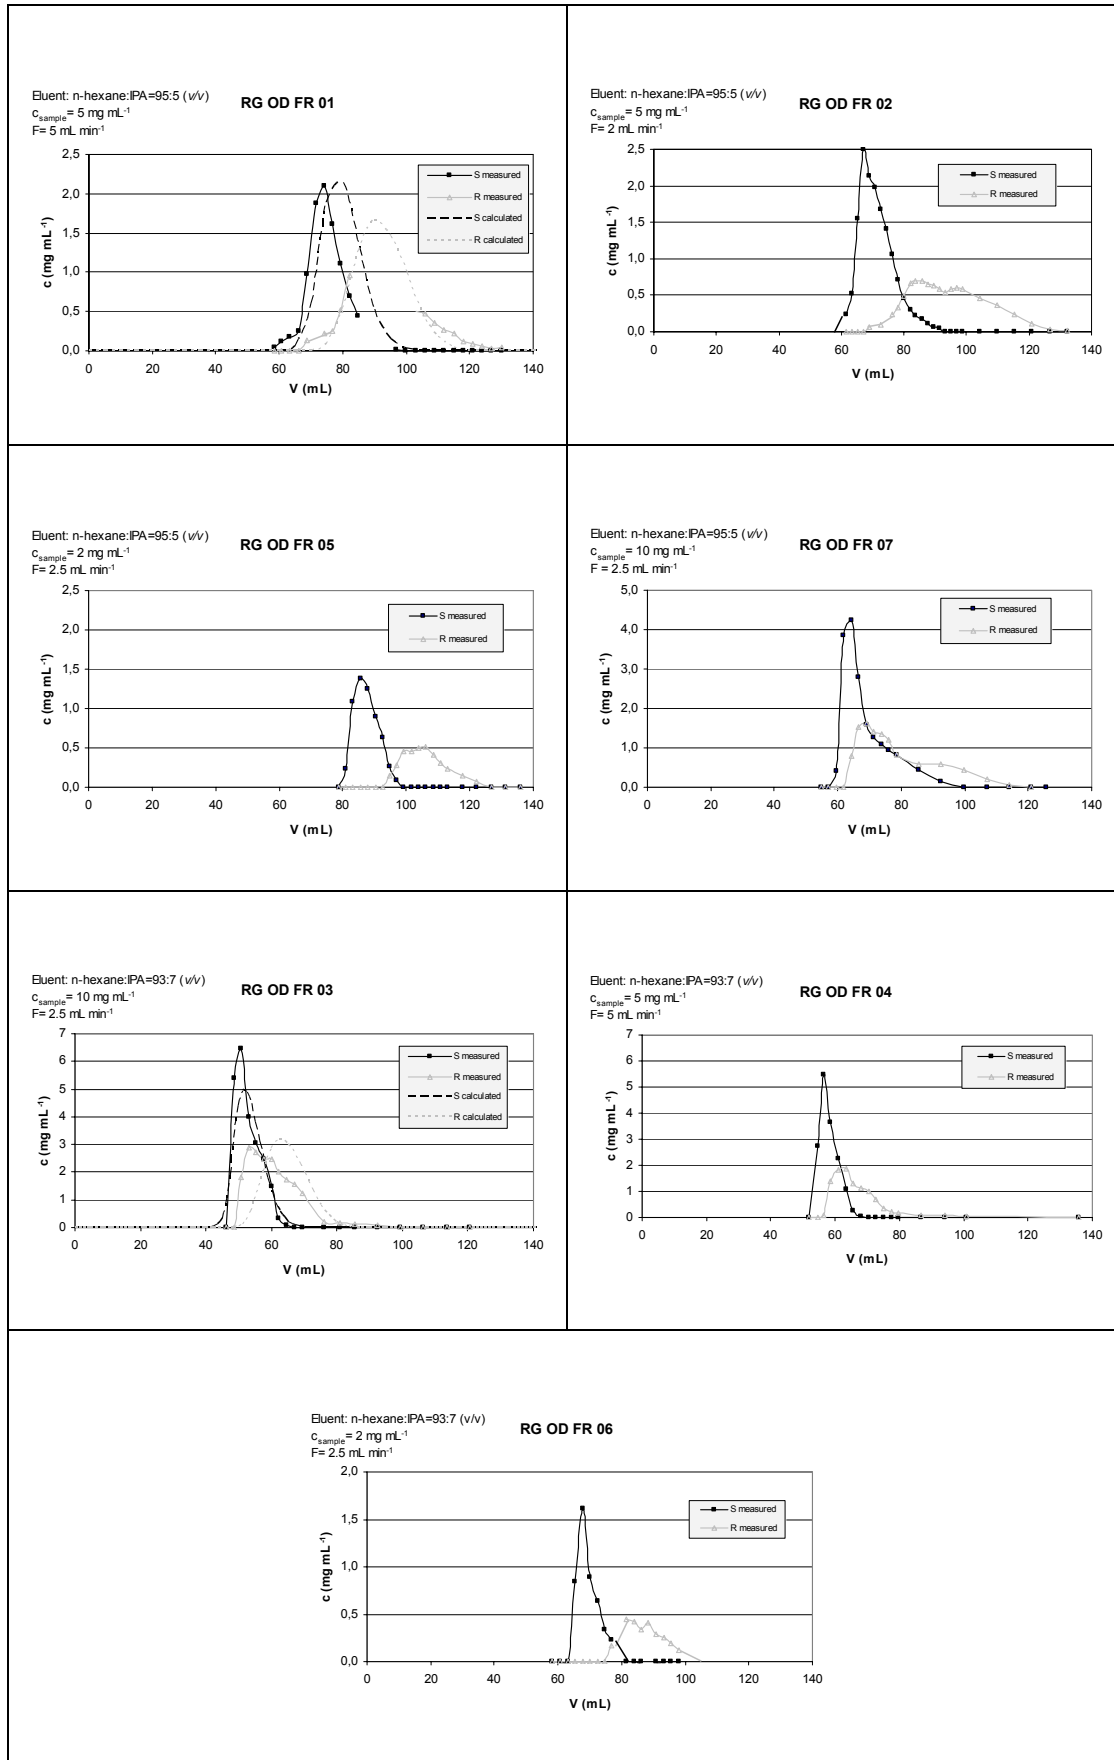 Eluent: n-hexane:IPA=95:5 (v/v)
c_sample = 5 mg mL⁻¹
F= 5 mL min⁻¹
RG OD FR 01
2,5
2,0
1,5
1,0
0,5
0,0
c (mg mL⁻¹)
S measured
R measured
S calculated
R calculated
0 20 40 60 80 100 120 140
V (mL)
Eluent: n-hexane:IPA=95:5 (v/v)
c_sample = 5 mg mL⁻¹
F= 2 mL min⁻¹
RG OD FR 02
2,5
2,0
1,5
1,0
0,5
0,0
c (mg mL⁻¹)
S measured
R measured
0 20 40 60 80 100 120 140
V (mL)
Eluent: n-hexane:IPA=95:5 (v/v)
c_sample = 2 mg mL⁻¹
F= 2.5 mL min⁻¹
RG OD FR 05
2,5
2,0
1,5
1,0
0,5
0,0
c (mg mL⁻¹)
S measured
R measured
0 20 40 60 80 100 120 140
V (mL)
Eluent: n-hexane:IPA=95:5 (v/v)
c_sample = 10 mg mL⁻¹
F = 2.5 mL min⁻¹
RG OD FR 07
5,0
4,0
3,0
2,0
1,0
0,0
c (mg mL⁻¹)
S measured
R measured
0 20 40 60 80 100 120 140
V (mL)
Eluent: n-hexane:IPA=93:7 (v/v)
c_sample = 10 mg mL⁻¹
F= 2.5 mL min⁻¹
RG OD FR 03
7
6
5
4
3
2
1
0
c (mg mL⁻¹)
S measured
R measured
S calculated
R calculated
0 20 40 60 80 100 120 140
V (mL)
Eluent: n-hexane:IPA=93:7 (v/v)
c_sample = 5 mg mL⁻¹
F= 5 mL min⁻¹
RG OD FR 04
7
6
5
4
3
2
1
0
c (mg mL⁻¹)
S measured
R measured
0 20 40 60 80 100 120 140
V (mL)
Eluent: n-hexane:IPA=93:7 (v/v)
c_sample = 2 mg mL⁻¹
F= 2.5 mL min⁻¹
RG OD FR 06
2,0
1,5
1,0
0,5
0,0
c (mg mL⁻¹)
S measured
R measured
0 20 40 60 80 100 120 140
V (mL)